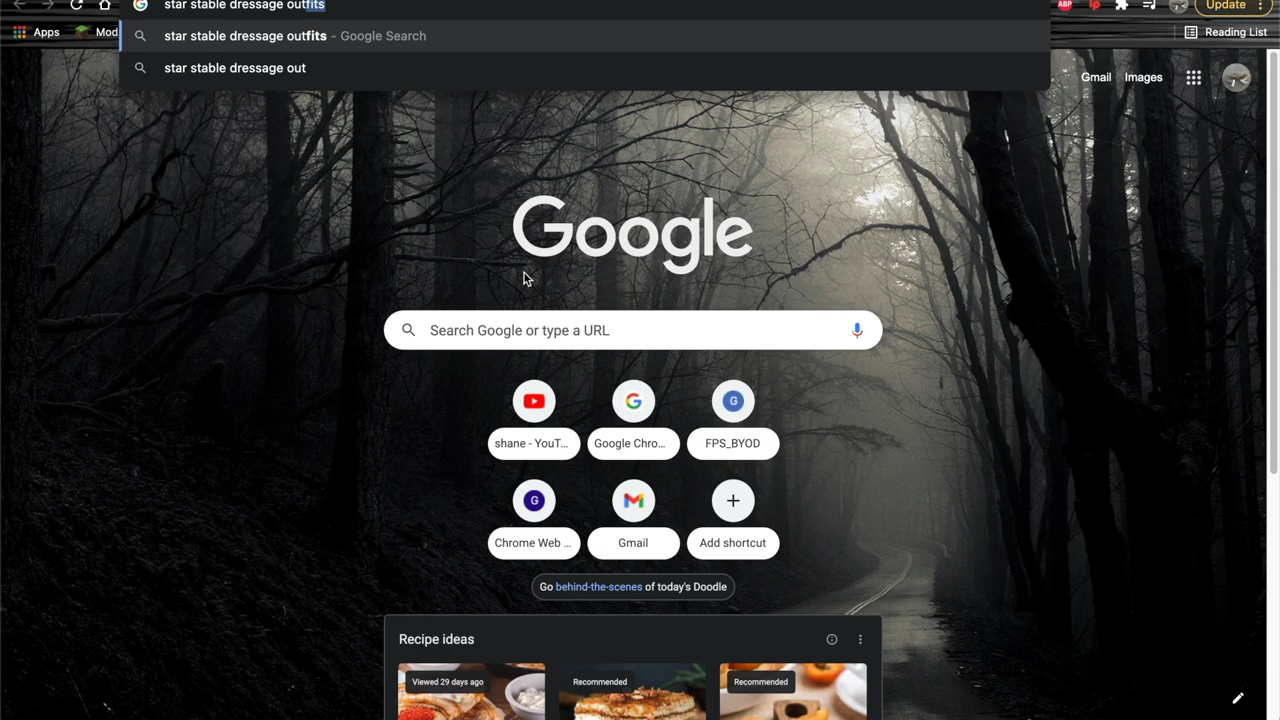 star stable dressage outfits
Update
Apps
Mod
star stable dressage outfits - Google Search
Reading List
star stable dressage out
Gmail
Images
Google
Search Google or type a URL
G
G
G
shane - YouT...
Google Chro...
FPS_BYOD
G
Chrome Web ...
Gmail
Add shortcut
Go behind-the-scenes of today's Doodle
Recipe ideas
Viewed 29 days ago
Recommended
Recommended